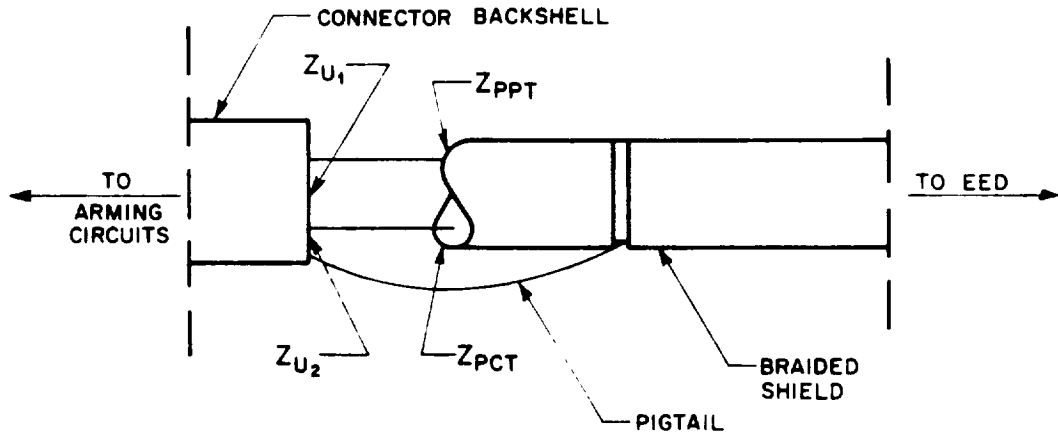 CONNECTOR BACKSHELL
ZU1
ZPPT
TO
ARMING
CIRCUITS
TO EED
ZU2
ZPCT
BRAIDED
SHIELD
PIGTAIL